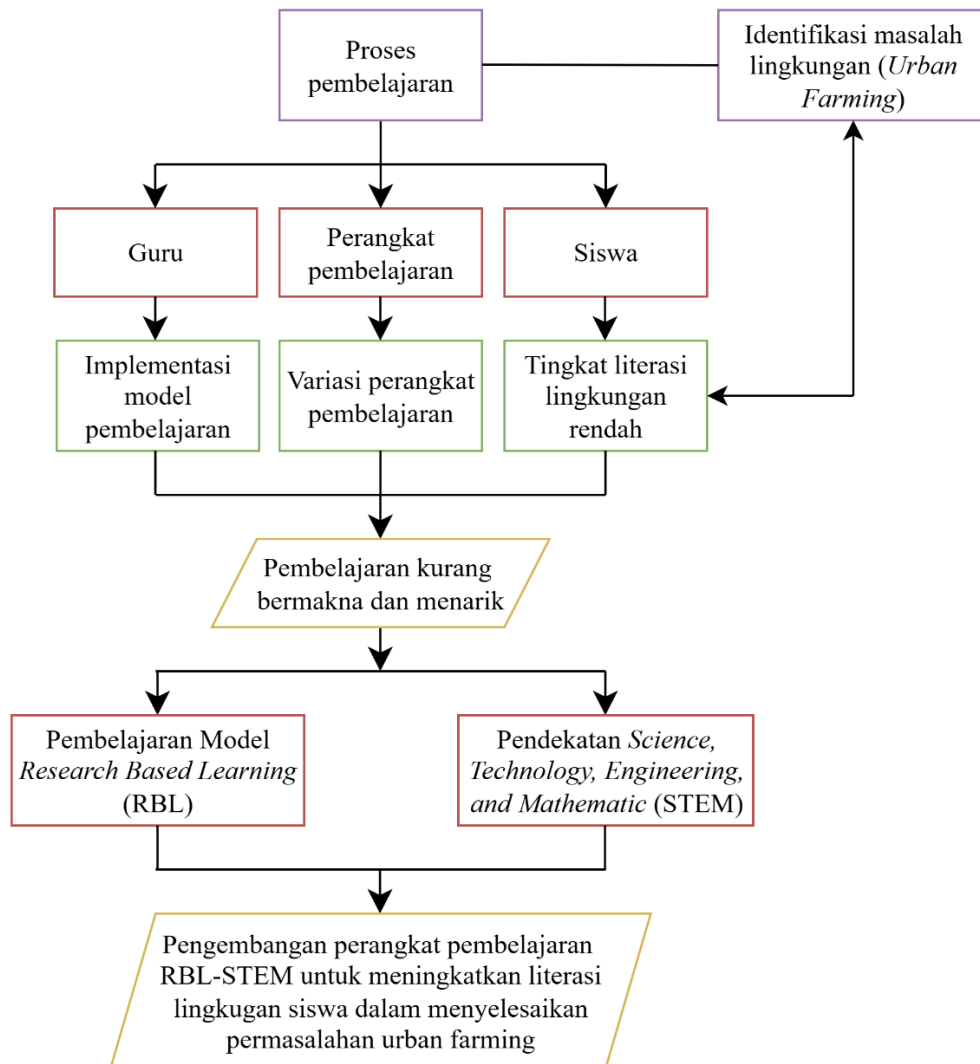 Proses
pembelajaran
Identifikasi masalah
lingkungan (Urban
Farming)
Guru
Perangkat
pembelajaran
Siswa
Implementasi
model
pembelajaran
Variasi perangkat
pembelajaran
Tingkat literasi
lingkungan
rendah
Pembelajaran kurang
bermakna dan menarik
Pembelajaran Model
Research Based Learning
(RBL)
Pendekatan Science,
Technology, Engineering,
and Mathematic (STEM)
Pengembangan perangkat pembelajaran
RBL-STEM untuk meningkatkan literasi
lingkugan siswa dalam menyelesaikan
permasalahan urban farming